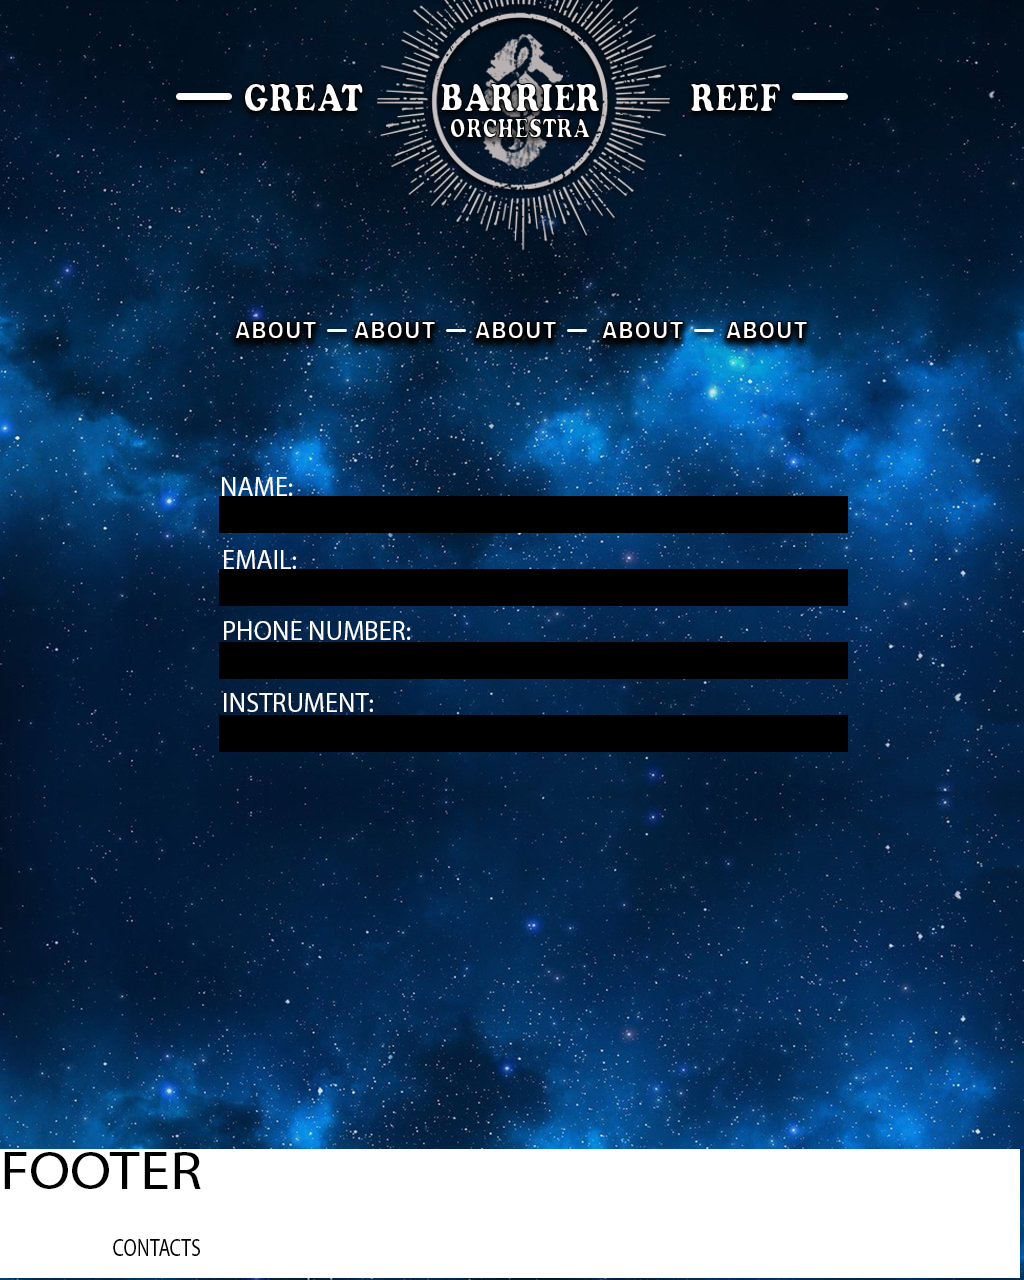 GREAT BARRIER REEF
ORCHESTRA
ABOUT — ABOUT — ABOUT — ABOUT — ABOUT
NAME:
EMAIL:
PHONE NUMBER:
INSTRUMENT:
FOOTER
CONTACTS